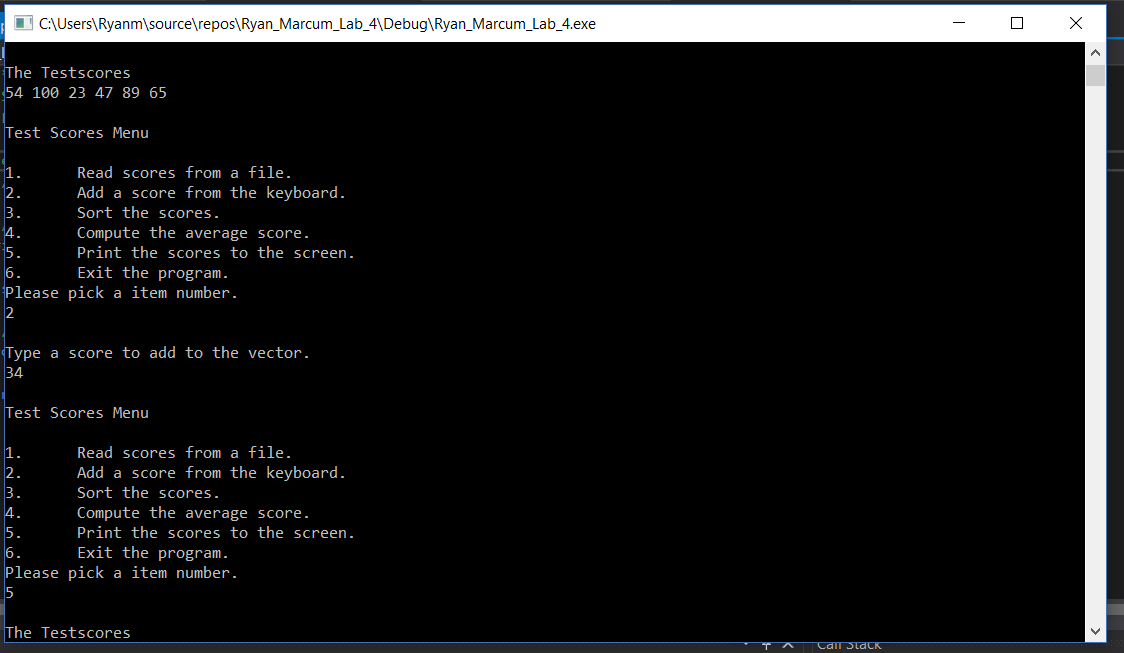 C:\Users\Ryanm\source\repos\Ryan_Marcum_Lab_4\Debug\Ryan_Marcum_Lab_4.exe
The Testscores
54 100 23 47 89 65
Test Scores Menu
1. Read scores from a file.
2. Add a score from the keyboard.
3. Sort the scores.
4. Compute the average score.
5. Print the scores to the screen.
6. Exit the program.
Please pick a item number.
2
Type a score to add to the vector.
34
Test Scores Menu
1. Read scores from a file.
2. Add a score from the keyboard.
3. Sort the scores.
4. Compute the average score.
5. Print the scores to the screen.
6. Exit the program.
Please pick a item number.
5
The Testscores
Call Stack